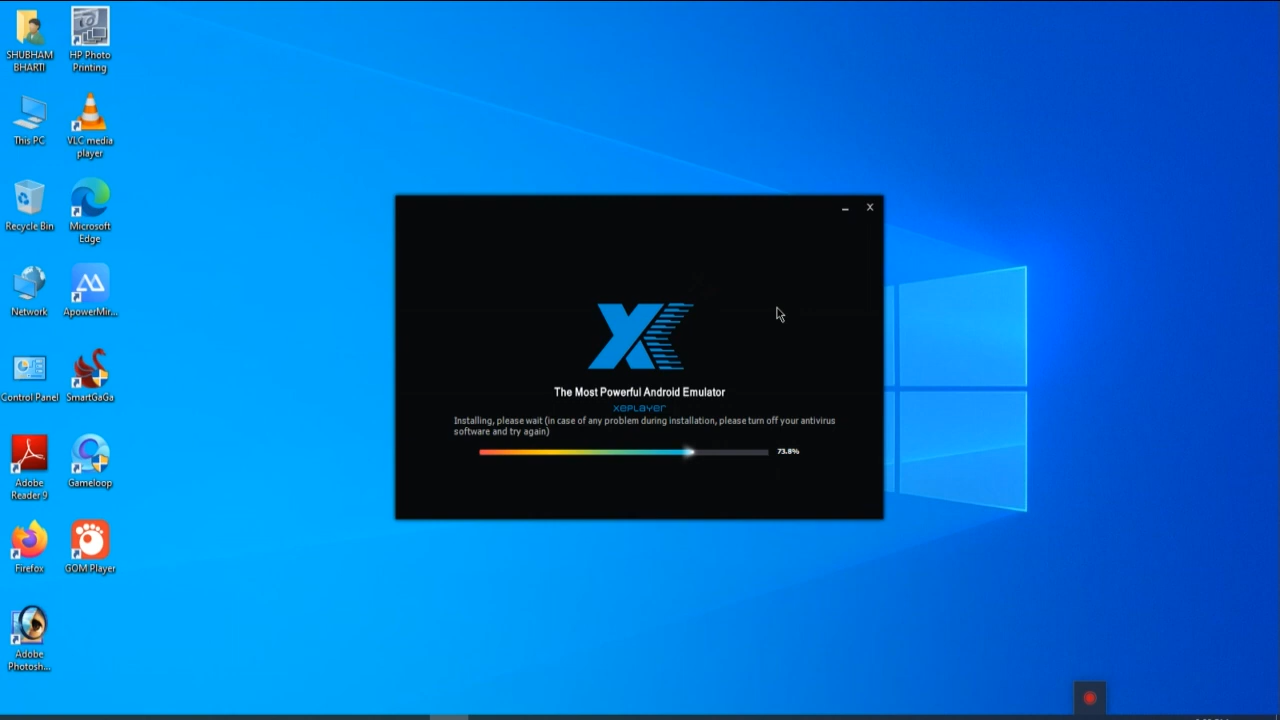 SHUBHAM
BHARTI
HP Photo
Printing
This PC
VLC media
player
Recycle Bin
Microsoft
Edge
Network
ApowerMir...
Control Panel
SmartGaGa
Adobe
Reader 9
Gameloop
Firefox
GOM Player
Adobe
Photosh...
X
The Most Powerful Android Emulator
XEPLAYER
Installing, please wait (in case of any problem during installation, please turn off your antivirus
software and try again)
73.8%